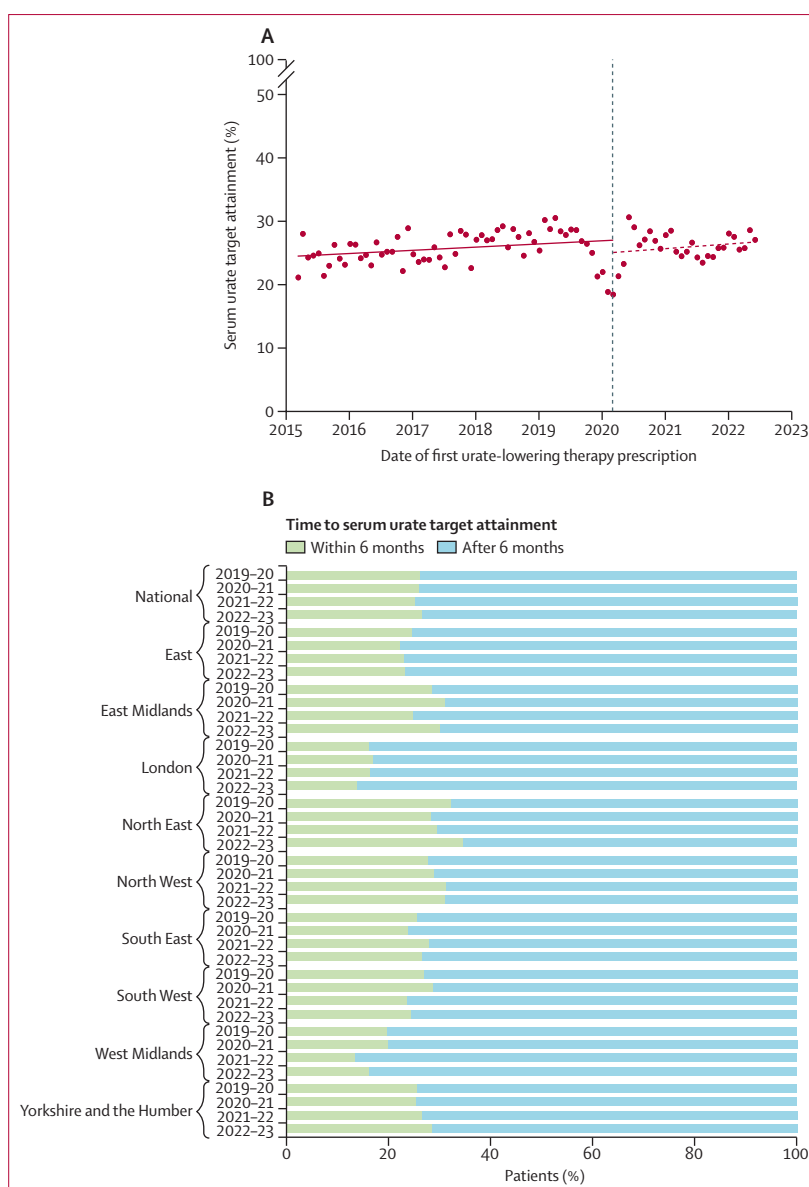 A
100
50
40
30
20
10
0
Serum urate target attainment (%)
2015 2016 2017 2018 2019 2020 2021 2022 2023
Date of first urate-lowering therapy prescription
B
Time to serum urate target attainment
Within 6 months After 6 months
National
2019–20
2020–21
2021–22
2022–23
East
2019–20
2020–21
2021–22
2022–23
East Midlands
2019–20
2020–21
2021–22
2022–23
London
2019–20
2020–21
2021–22
2022–23
North East
2019–20
2020–21
2021–22
2022–23
North West
2019–20
2020–21
2021–22
2022–23
South East
2019–20
2020–21
2021–22
2022–23
South West
2019–20
2020–21
2021–22
2022–23
West Midlands
2019–20
2020–21
2021–22
2022–23
Yorkshire and the Humber
2019–20
2020–21
2021–22
2022–23
0 20 40 60 80 100
Patients (%)